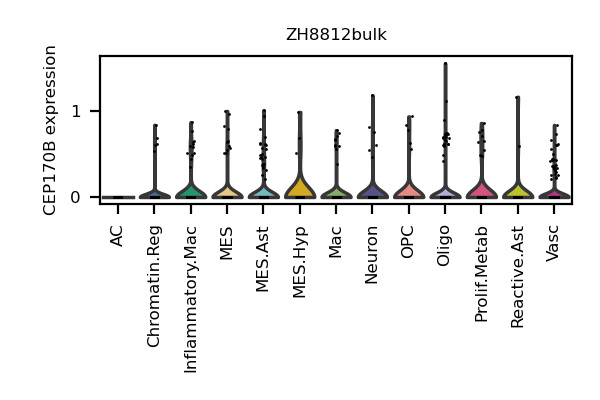 ZH8812bulk
CEP170B expression
1
0
AC
Chromatin.Reg
Inflammatory.Mac
MES
MES.Ast
MES.Hyp
Mac
Neuron
OPC
Oligo
Prolif.Metab
Reactive.Ast
Vasc